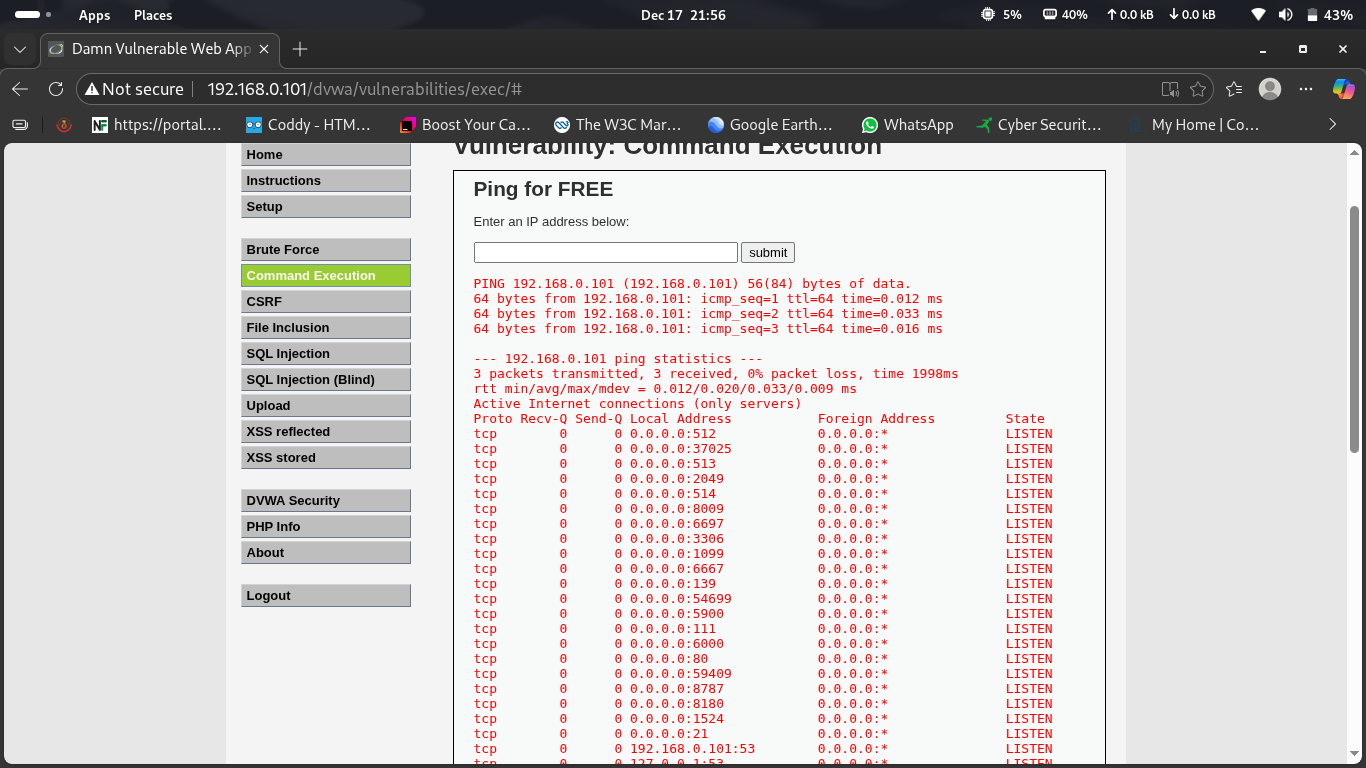 Apps Places Dec 17 21:56 5% 40% 0.0 kB 0.0 kB 43%
Damn Vulnerable Web App
Not secure 192.168.0.101/dvwa/vulnerabilities/exec/#
https://portal.... Coddy - HTM... Boost Your Ca... The W3C Mar... Google Earth... WhatsApp Cyber Securit... My Home | Co...
Vulnerability: Command Execution
Home
Instructions
Setup
Brute Force
Command Execution
CSRF
File Inclusion
SQL Injection
SQL Injection (Blind)
Upload
XSS reflected
XSS stored
DVWA Security
PHP Info
About
Logout
Ping for FREE
Enter an IP address below:
submit
PING 192.168.0.101 (192.168.0.101) 56(84) bytes of data.
64 bytes from 192.168.0.101: icmp_seq=1 ttl=64 time=0.012 ms
64 bytes from 192.168.0.101: icmp_seq=2 ttl=64 time=0.033 ms
64 bytes from 192.168.0.101: icmp_seq=3 ttl=64 time=0.016 ms
--- 192.168.0.101 ping statistics ---
3 packets transmitted, 3 received, 0% packet loss, time 1998ms
rtt min/avg/max/mdev = 0.012/0.020/0.033/0.009 ms
Active Internet connections (only servers)
Proto Recv-Q Send-Q Local Address Foreign Address State
tcp 0 0 0.0.0.0:512 0.0.0.0:* LISTEN
tcp 0 0 0.0.0.0:37025 0.0.0.0:* LISTEN
tcp 0 0 0.0.0.0:513 0.0.0.0:* LISTEN
tcp 0 0 0.0.0.0:2049 0.0.0.0:* LISTEN
tcp 0 0 0.0.0.0:514 0.0.0.0:* LISTEN
tcp 0 0 0.0.0.0:8009 0.0.0.0:* LISTEN
tcp 0 0 0.0.0.0:6697 0.0.0.0:* LISTEN
tcp 0 0 0.0.0.0:3306 0.0.0.0:* LISTEN
tcp 0 0 0.0.0.0:1099 0.0.0.0:* LISTEN
tcp 0 0 0.0.0.0:6667 0.0.0.0:* LISTEN
tcp 0 0 0.0.0.0:139 0.0.0.0:* LISTEN
tcp 0 0 0.0.0.0:54699 0.0.0.0:* LISTEN
tcp 0 0 0.0.0.0:5900 0.0.0.0:* LISTEN
tcp 0 0 0.0.0.0:111 0.0.0.0:* LISTEN
tcp 0 0 0.0.0.0:6000 0.0.0.0:* LISTEN
tcp 0 0 0.0.0.0:80 0.0.0.0:* LISTEN
tcp 0 0 0.0.0.0:59409 0.0.0.0:* LISTEN
tcp 0 0 0.0.0.0:8787 0.0.0.0:* LISTEN
tcp 0 0 0.0.0.0:8180 0.0.0.0:* LISTEN
tcp 0 0 0.0.0.0:1524 0.0.0.0:* LISTEN
tcp 0 0 0.0.0.0:21 0.0.0.0:* LISTEN
tcp 0 0 192.168.0.101:53 0.0.0.0:* LISTEN
tcp 0 0 127.0.0.1:53 0.0.0.0:* LISTEN